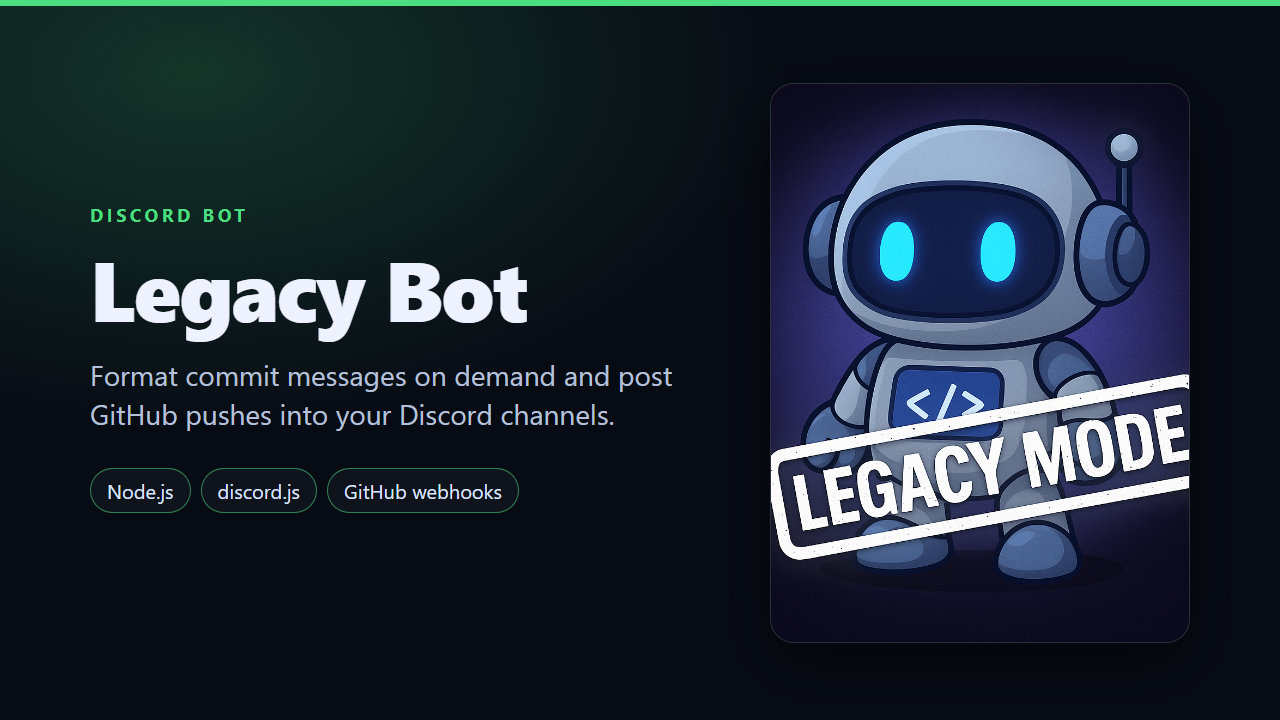 DISCORD BOT
Legacy Bot
Format commit messages on demand and post
GitHub pushes into your Discord channels.
Node.js
discord.js
GitHub webhooks
</>
LEGACY MODE